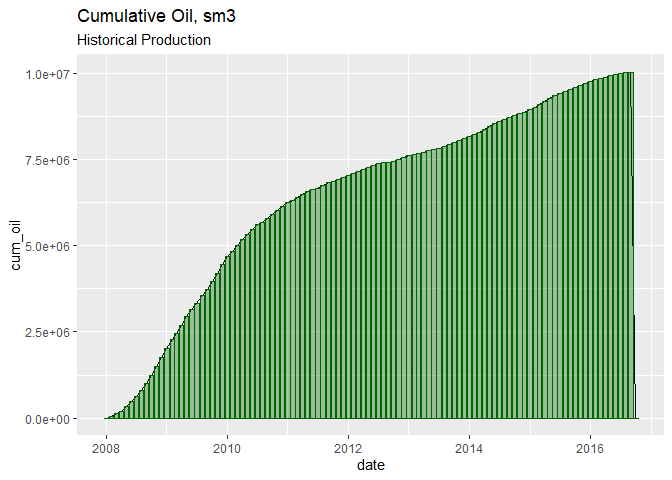 Cumulative Oil, sm3
Historical Production
1.0e+07
7.5e+06
5.0e+06
2.5e+06
0.0e+00
cum_oil
2008
2010
2012
2014
2016
date